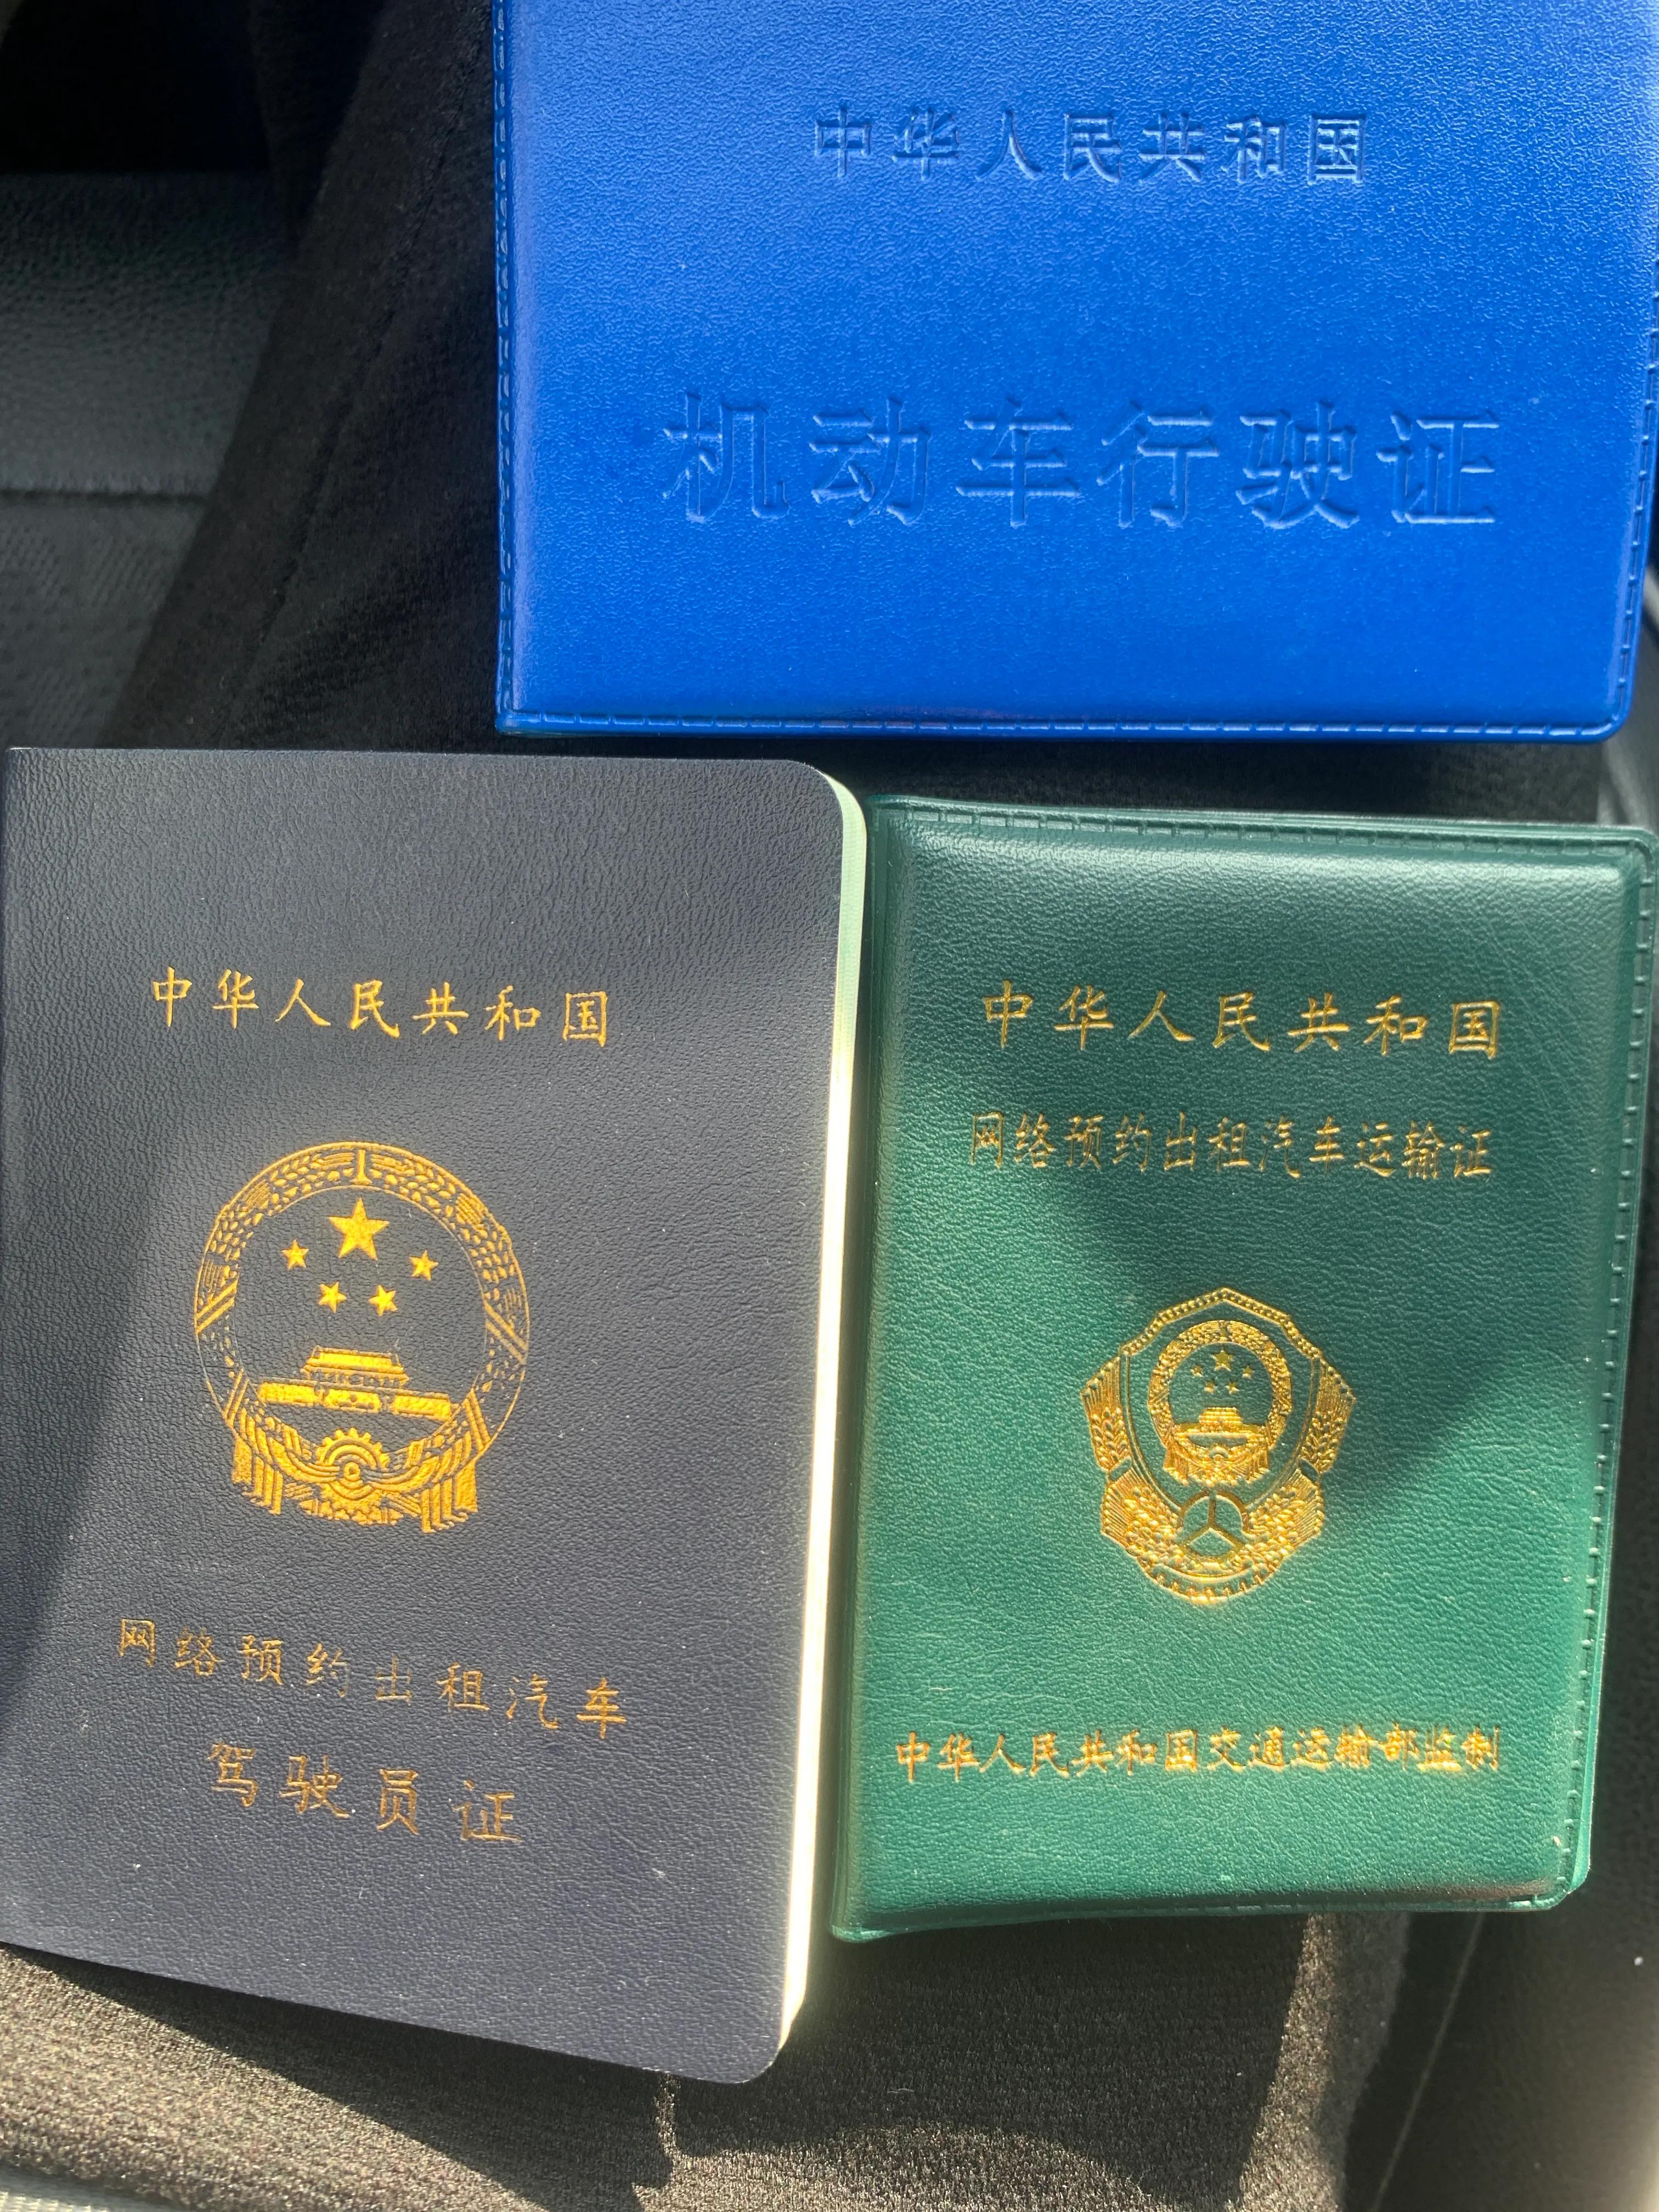 中华人民共和国
机动车行驶证
中华人民共和国
网络预约出租汽车
驾驶员证
中华人民共和国
网络预约出租汽车运输证
中华人民共和国交通运输部监制